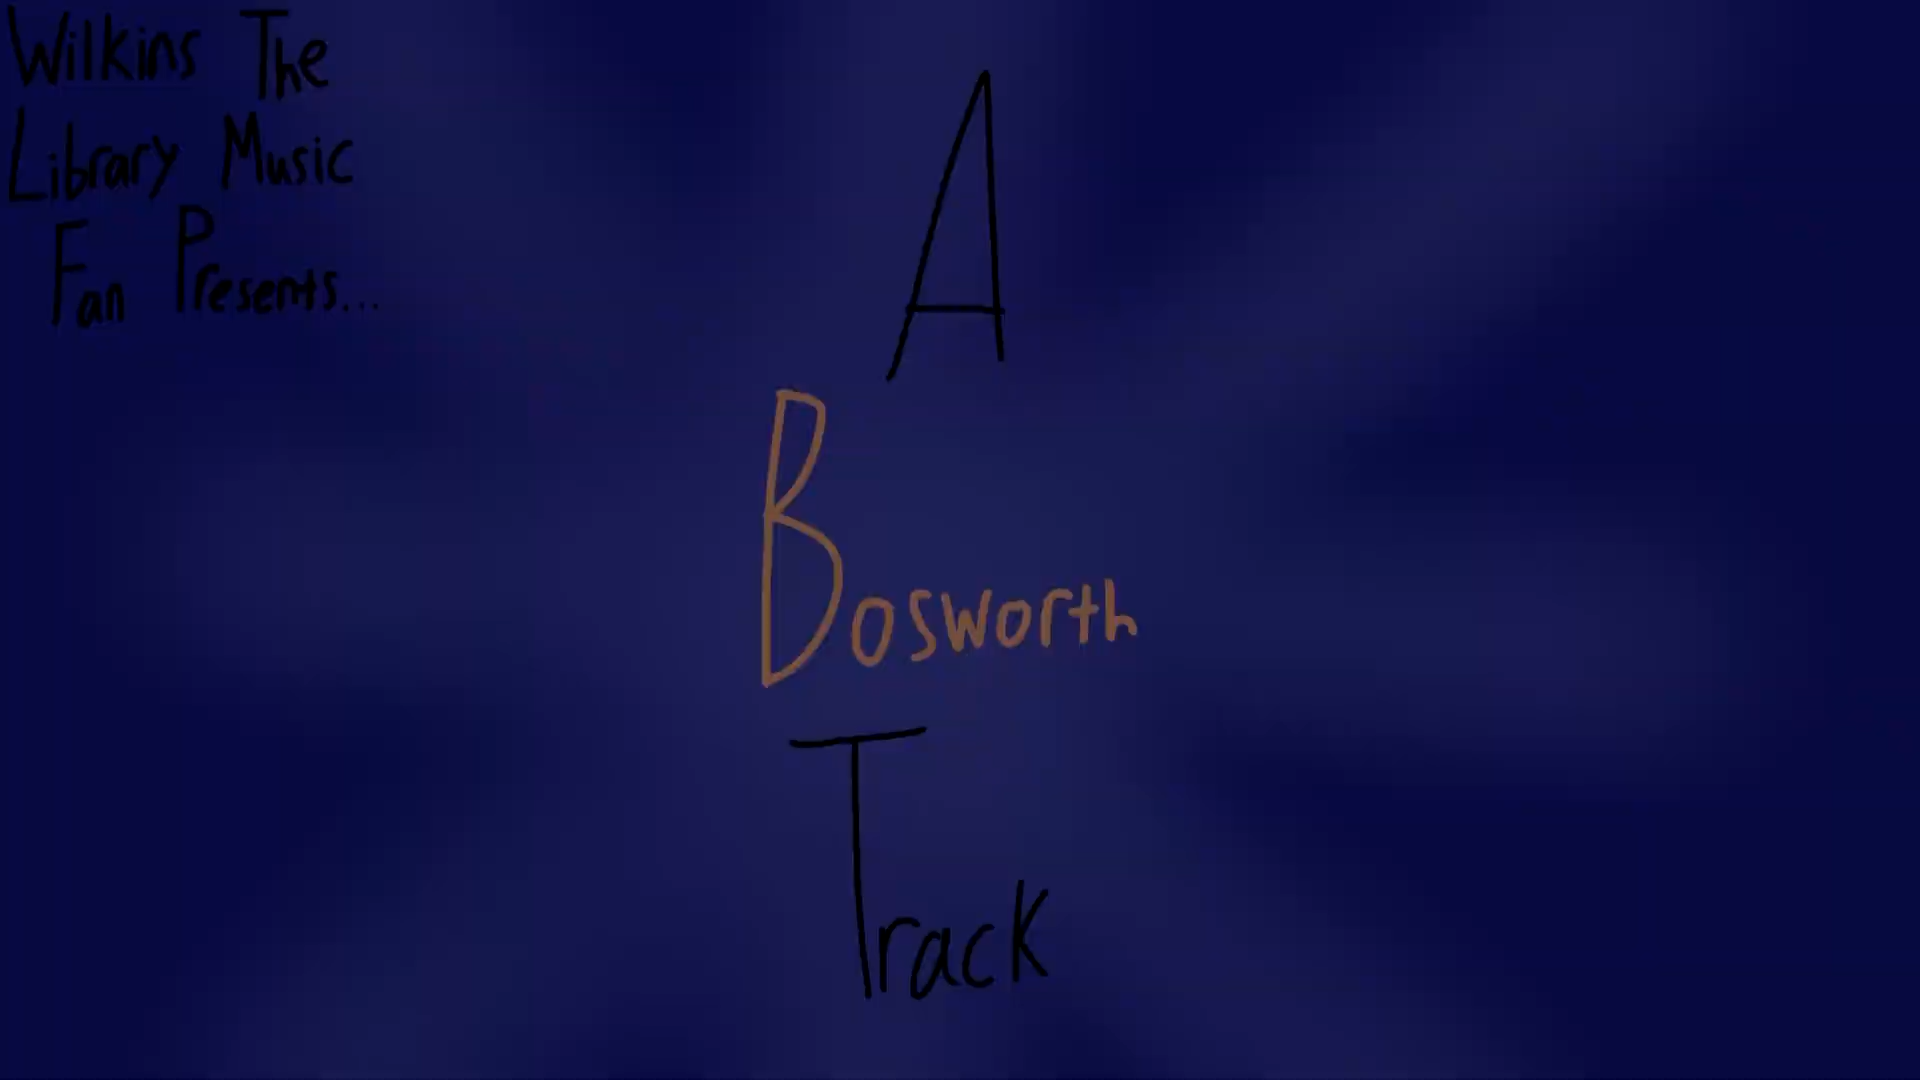 Wilkins The
Library Music
Fan Presents...
A
Bosworth
Track